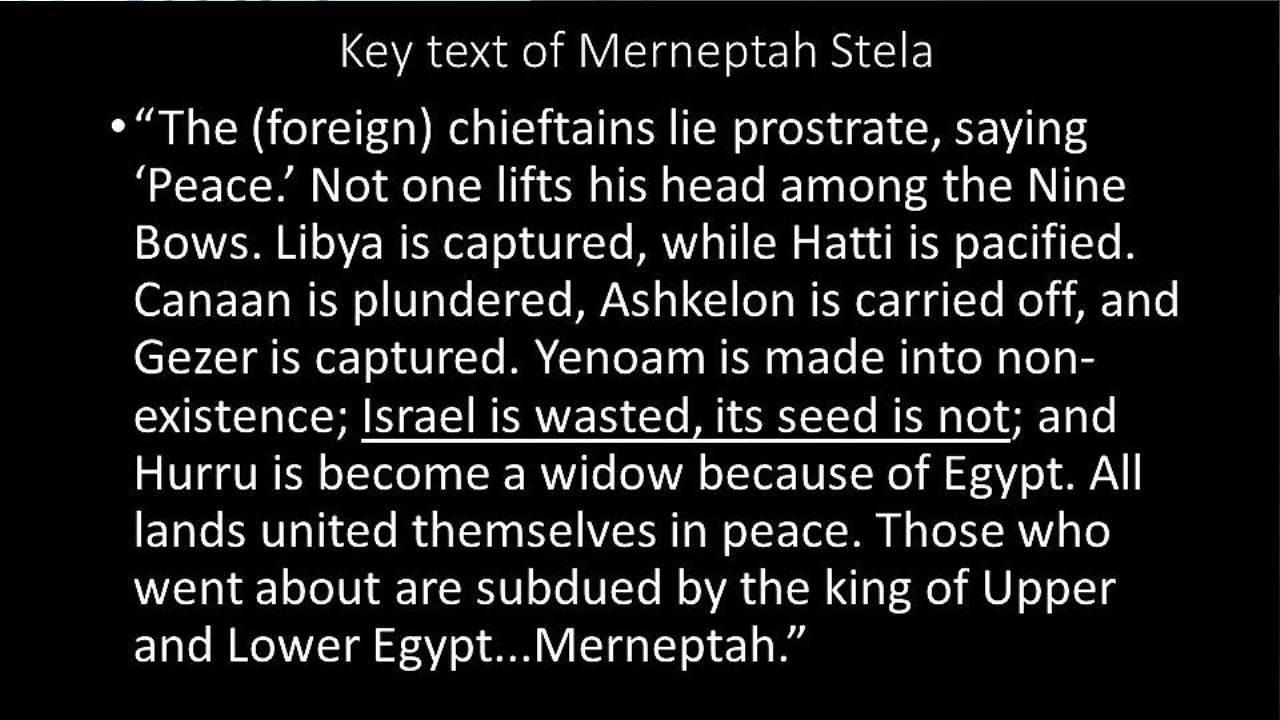 Key text of Merneptah Stela
•“The (foreign) chieftains lie prostrate, saying
‘Peace.’ Not one lifts his head among the Nine
Bows. Libya is captured, while Hatti is pacified.
Canaan is plundered, Ashkelon is carried off, and
Gezer is captured. Yenoam is made into non-
existence; Israel is wasted, its seed is not; and
Hurru is become a widow because of Egypt. All
lands united themselves in peace. Those who
went about are subdued by the king of Upper
and Lower Egypt...Merneptah.”